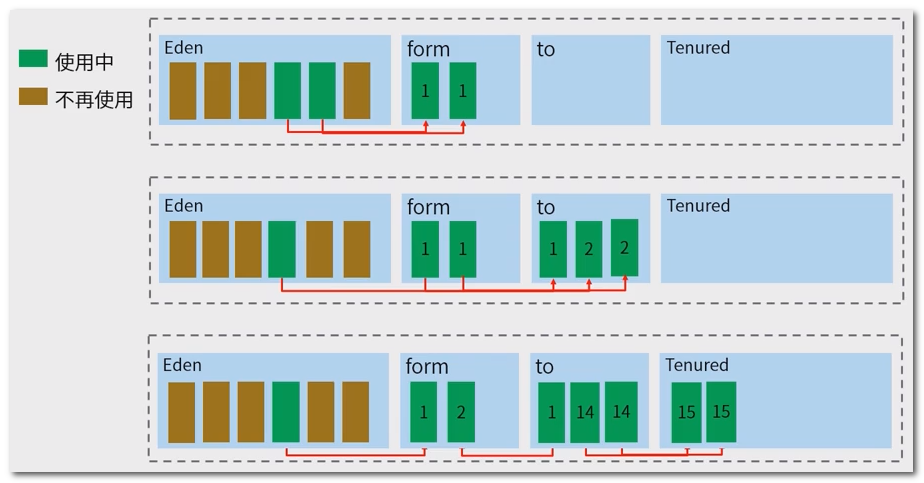 使用中
不再使用
Eden form to Tenured
1 1
Eden form to Tenured
1 1 1 2 2
Eden form to Tenured
1 2 1 14 14 15 15